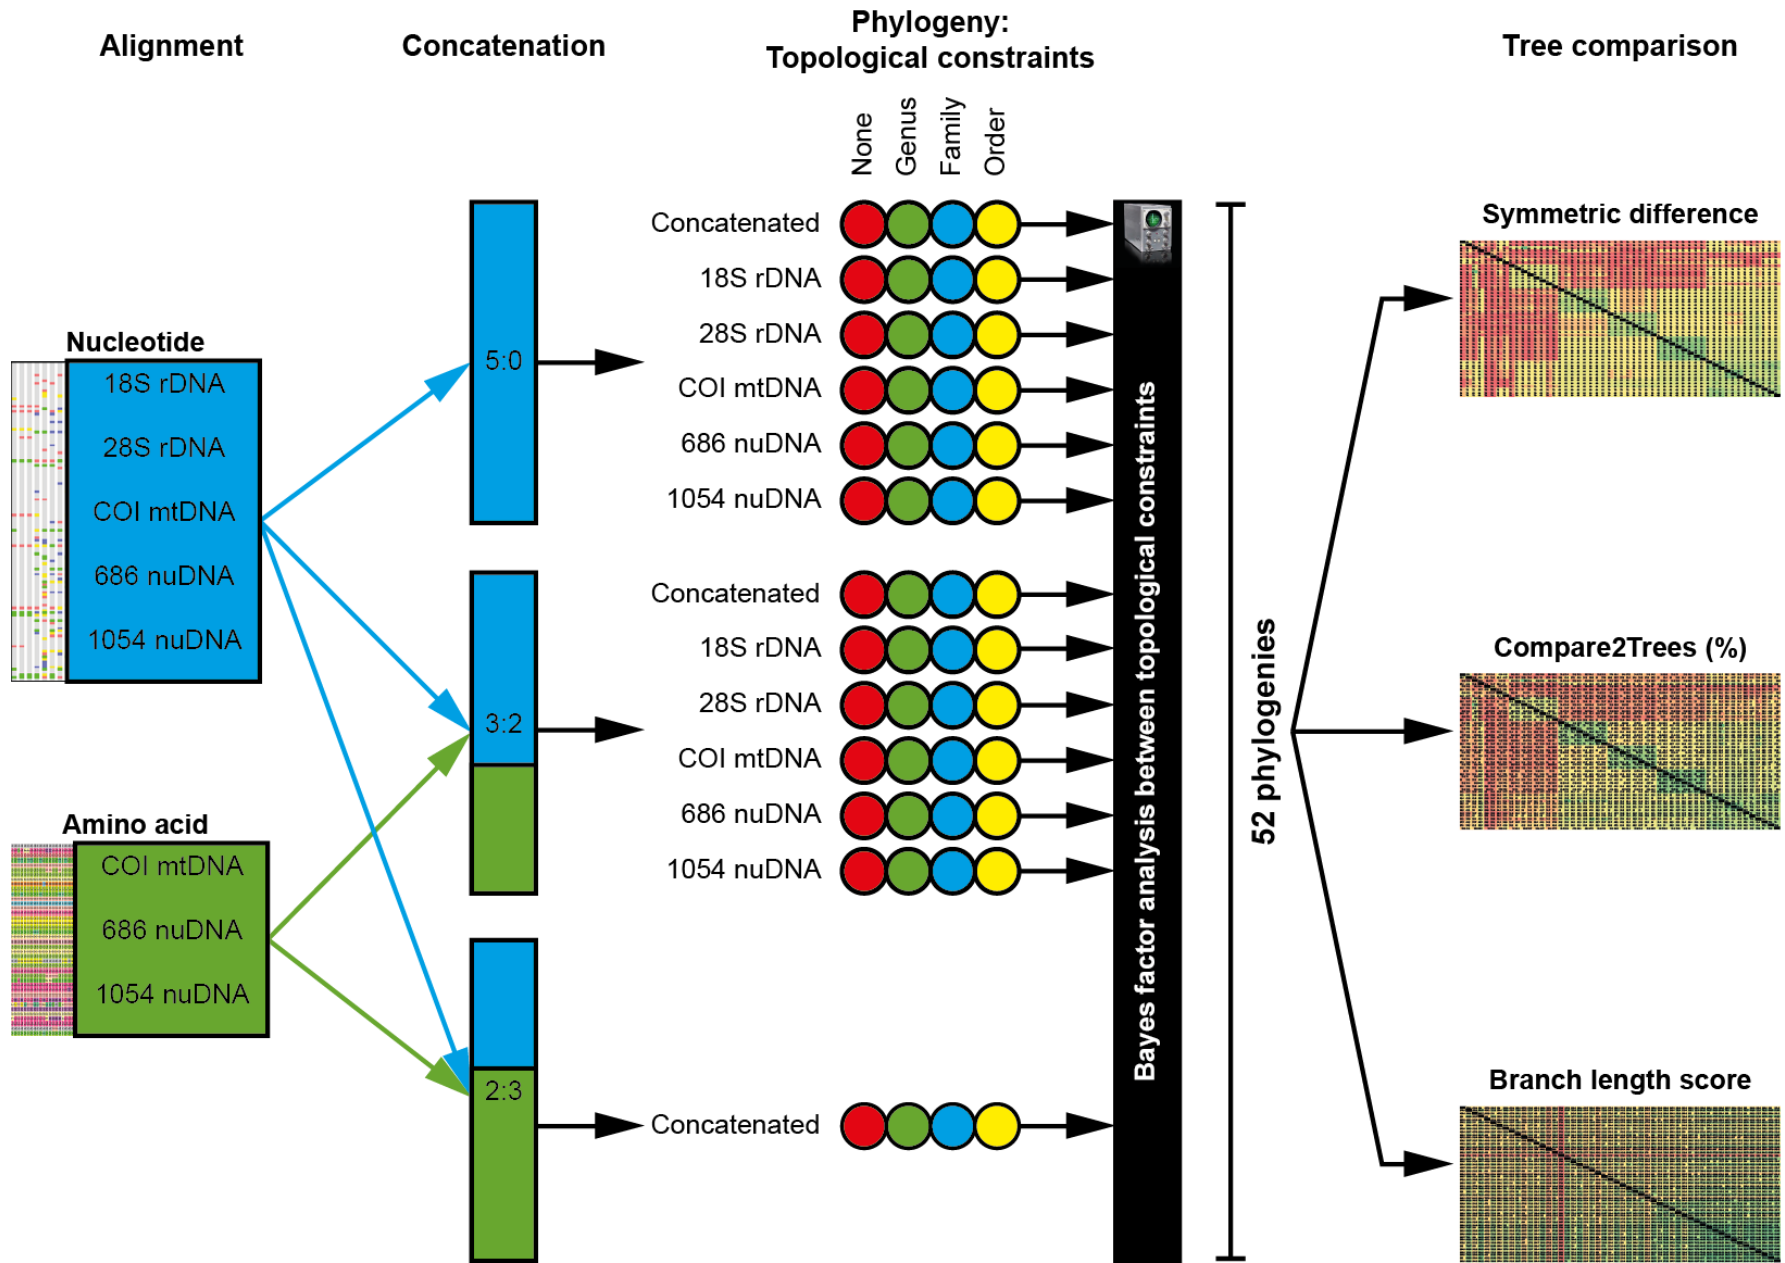 Alignment
Concatenation
Phylogeny:
Topological constraints
Tree comparison
None
Genus
Family
Order
Nucleotide
18S rDNA
28S rDNA
COI mtDNA
686 nuDNA
1054 nuDNA
Amino acid
COI mtDNA
686 nuDNA
1054 nuDNA
5:0
3:2
2:3
Concatenated
18S rDNA
28S rDNA
COI mtDNA
686 nuDNA
1054 nuDNA
Concatenated
18S rDNA
28S rDNA
COI mtDNA
686 nuDNA
1054 nuDNA
Concatenated
Bayes factor analysis between topological constraints
52 phylogenies
Symmetric difference
Compare2Trees (%)
Branch length score